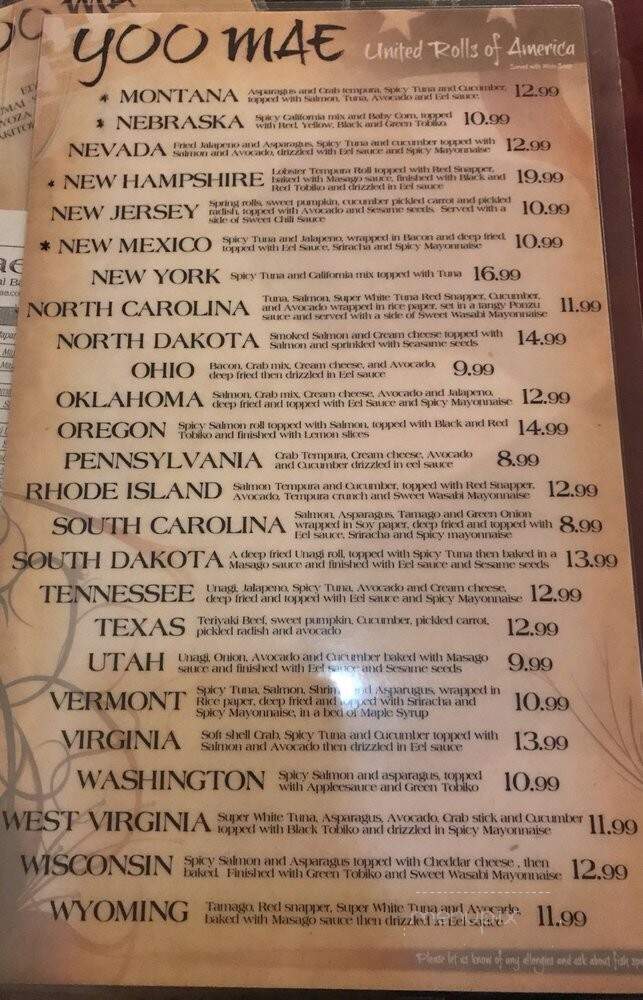 YOO MAE
United Rolls of America
* MONTANA Asparagus and Crab tempura, Spicy Tuna and Cucumber, 12.99
topped with Salmon, Tuna, Avocado and Eel sauce.
* NEBRASKA Spicy California mix and Baby Corn, topped 10.99
with Red, Yellow, Black and Green Tobiko.
NEVADA Fried Jalapeno and Asparagus, Spicy Tuna and cucumber topped with 12.99
Salmon and Avocado, drizzled with Eel sauce and Spicy Mayonnaise
* NEW HAMPSHIRE Lobster Tempura Roll topped with Red Snapper, 19.99
baked with Masago sauce, finished with Black and
Red Tobiko and drizzled in Eel sauce
NEW JERSEY Spring rolls, sweet pumpkin, cucumber pickled carrot and pickled 10.99
radish, topped with Avocado and Sesame seeds. Served with a
side of Sweet Chili Sauce
* NEW MEXICO Spicy Tuna and Jalapeno, wrapped in Bacon and deep fried, 10.99
topped with Eel Sauce, Sriracha and Spicy Mayonnaise
NEW YORK Spicy Tuna and California mix topped with Tuna 16.99
NORTH CAROLINA Tuna, Salmon, Super White Tuna Red Snapper, Cucumber, 11.99
and Avocado wrapped in rice paper, set in a tangy Ponzu
sauce and served with a side of Sweet Wasabi Mayonnaise
NORTH DAKOTA Smoked Salmon and Cream cheese topped with 14.99
Salmon and sprinkled with Seasame seeds
OHIO Bacon, Crab mix, Cream cheese, and Avocado, 9.99
deep fried then drizzled in Eel sauce
OKLAHOMA Salmon, Crab mix, Cream cheese, Avocado and Jalapeno, 12.99
deep fried and topped with Eel Sauce and Spicy Mayonnaise
OREGON Spicy Salmon roll topped with Salmon, topped with Black and Red 14.99
Tobiko and finished with Lemon slices
PENNSYLVANIA Crab Tempura, Cream cheese, Avocado 8.99
and Cucumber drizzled in eel sauce
RHODE ISLAND Salmon Tempura and Cucumber, topped with Red Snapper, 12.99
Avocado, Tempura crunch and Sweet Wasabi Mayonnaise
SOUTH CAROLINA Salmon, Asparagus, Tamago and Green Onion 8.99
wrapped in Soy paper, deep fried and topped with
Eel sauce, Sriracha and Spicy mayonnaise
SOUTH DAKOTA A deep fried Unagi roll, topped with Spicy Tuna then baked in a 13.99
Masago sauce and finished with Eel sauce and Sesame seeds
TENNESSEE Unagi, Jalapeno, Spicy Tuna, Avocado and Cream cheese, 12.99
deep fried and topped with Eel sauce and Spicy Mayonnaise
TEXAS Teriyaki Beef, sweet pumpkin, Cucumber, pickled carrot, 12.99
pickled radish and avocado
UTAH Unagi, Onion, Avocado and Cucumber baked with Masago 9.99
sauce and finished with Eel sauce and Sesame seeds
VERMONT Spicy Tuna, Salmon, Shrimp and Asparugus, wrapped in 10.99
Rice paper, deep fried and topped with Sriracha and
Spicy Mayonnaise, in a bed of Maple Syrup
VIRGINIA Soft shell Crab, Spicy Tuna and Cucumber topped with 13.99
Salmon and Avocado then drizzled in Eel sauce
WASHINGTON Spicy Salmon and asparagus, topped 10.99
with Appleesauce and Green Tobiko
WEST VIRGINIA Super White Tuna, Asparagus, Avocado, Crab stick and Cucumber 11.99
topped with Black Tobiko and drizzled in Spicy Mayonnaise
WISCONSIN Spicy Salmon and Asparagus topped with Cheddar cheese , then 12.99
baked. Finished with Green Tobiko and Sweet Wasabi Mayonnaise
WYOMING Tamago, Red snapper, Super White Tuna and Avocado, 11.99
baked with Masago sauce then drizzled in Eel sauce
menupix
Please let us know of any allergies and ask about fish